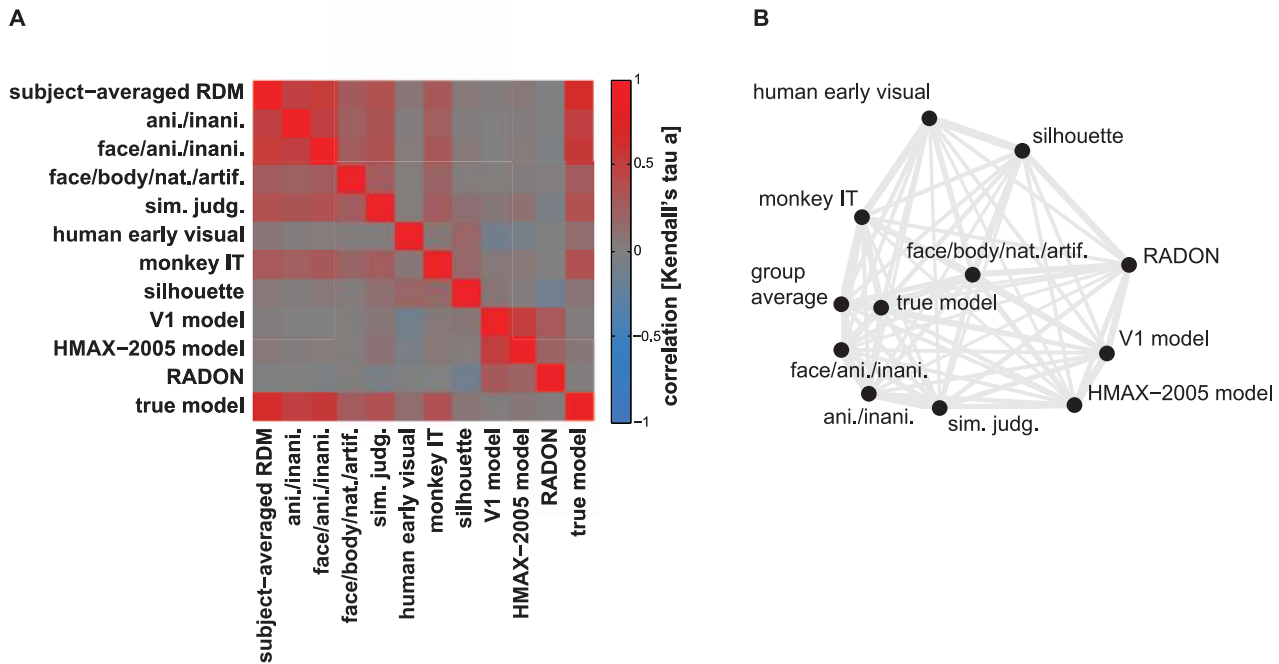 A
subject−averaged RDM
ani./inani.
face/ani./inani.
face/body/nat./artif.
sim. judg.
human early visual
monkey IT
silhouette
V1 model
HMAX−2005 model
RADON
true model
subject−averaged RDM
ani./inani.
face/ani./inani.
face/body/nat./artif.
sim. judg.
human early visual
monkey IT
silhouette
V1 model
HMAX−2005 model
RADON
true model
1
0.5
0
−0,5
−1
correlation [Kendall’s tau a]
B
human early visual
silhouette
monkey IT
face/body/nat./artif.
RADON
group
average
true model
V1 model
face/ani./inani.
HMAX−2005 model
ani./inani.
sim. judg.